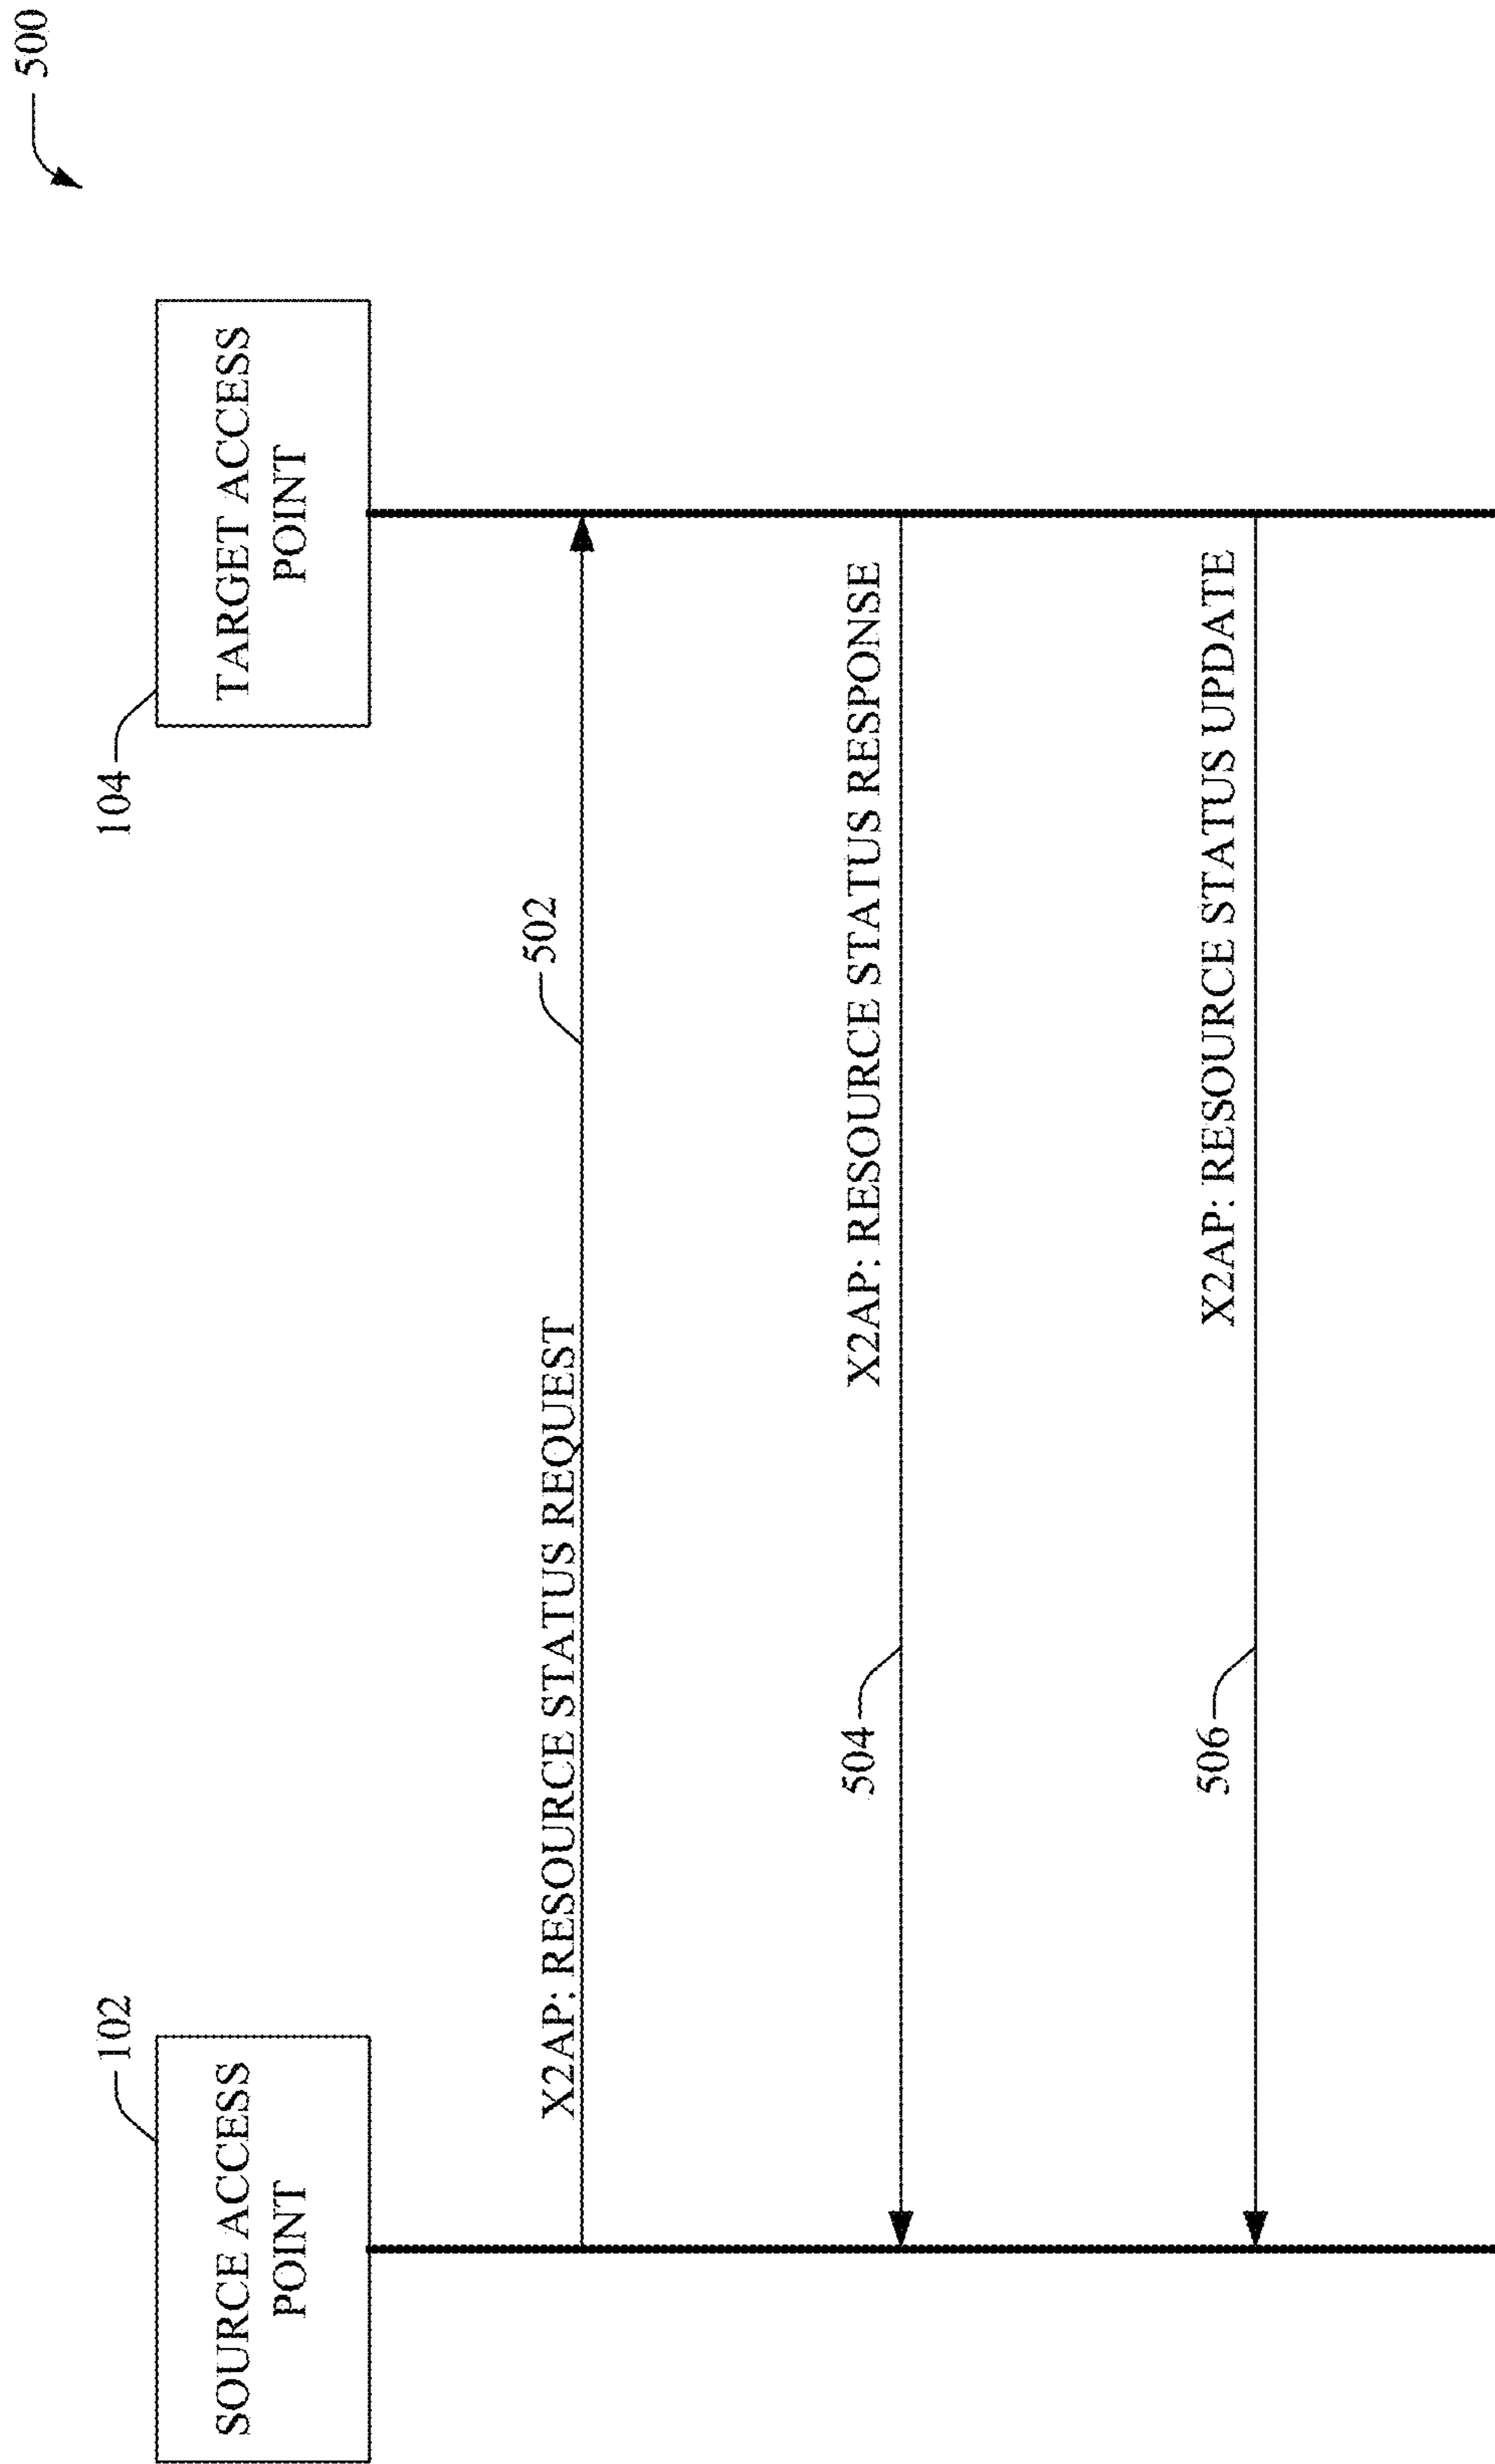 500
SOURCE ACCESS
POINT
102
TARGET ACCESS
POINT
104
X2AP: RESOURCE STATUS REQUEST
502
X2AP: RESOURCE STATUS RESPONSE
504
X2AP: RESOURCE STATUS UPDATE
506